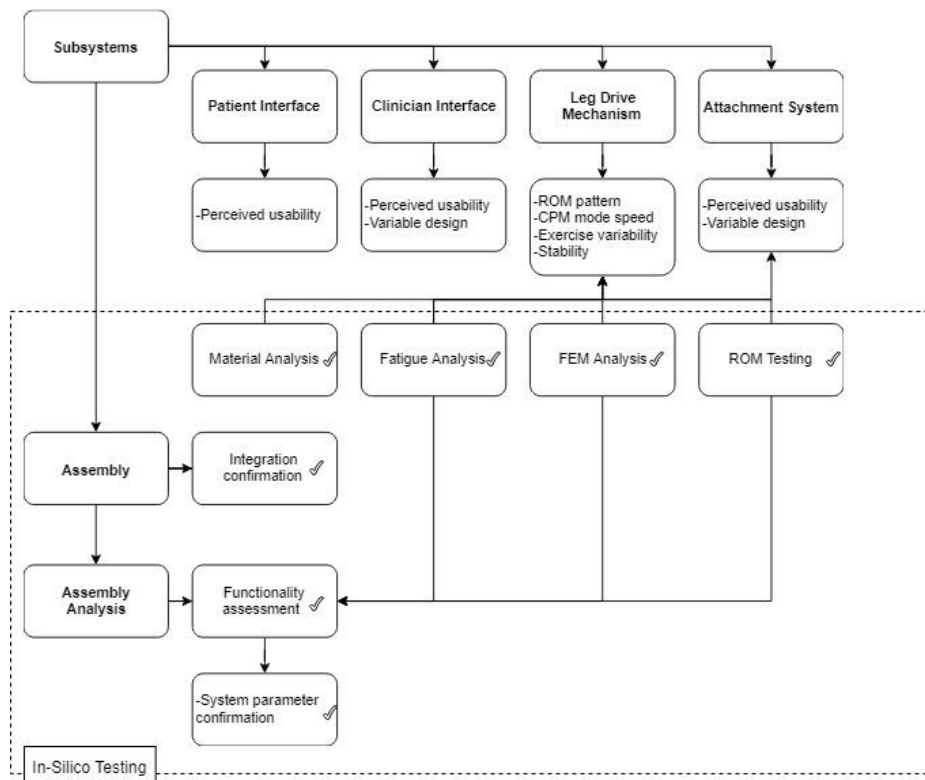 Subsystems
Patient Interface
Clinician Interface
Leg Drive
Mechanism
Attachment System
-Perceived usability
-Perceived usability
-Variable design
-ROM pattern
-CPM mode speed
-Exercise variability
-Stability
-Perceived usability
-Variable design
Material Analysis
Fatigue Analysis
FEM Analysis
ROM Testing
Assembly
Integration
confirmation
Assembly
Analysis
Functionality
assessment
-System parameter
confirmation
In-Silico Testing